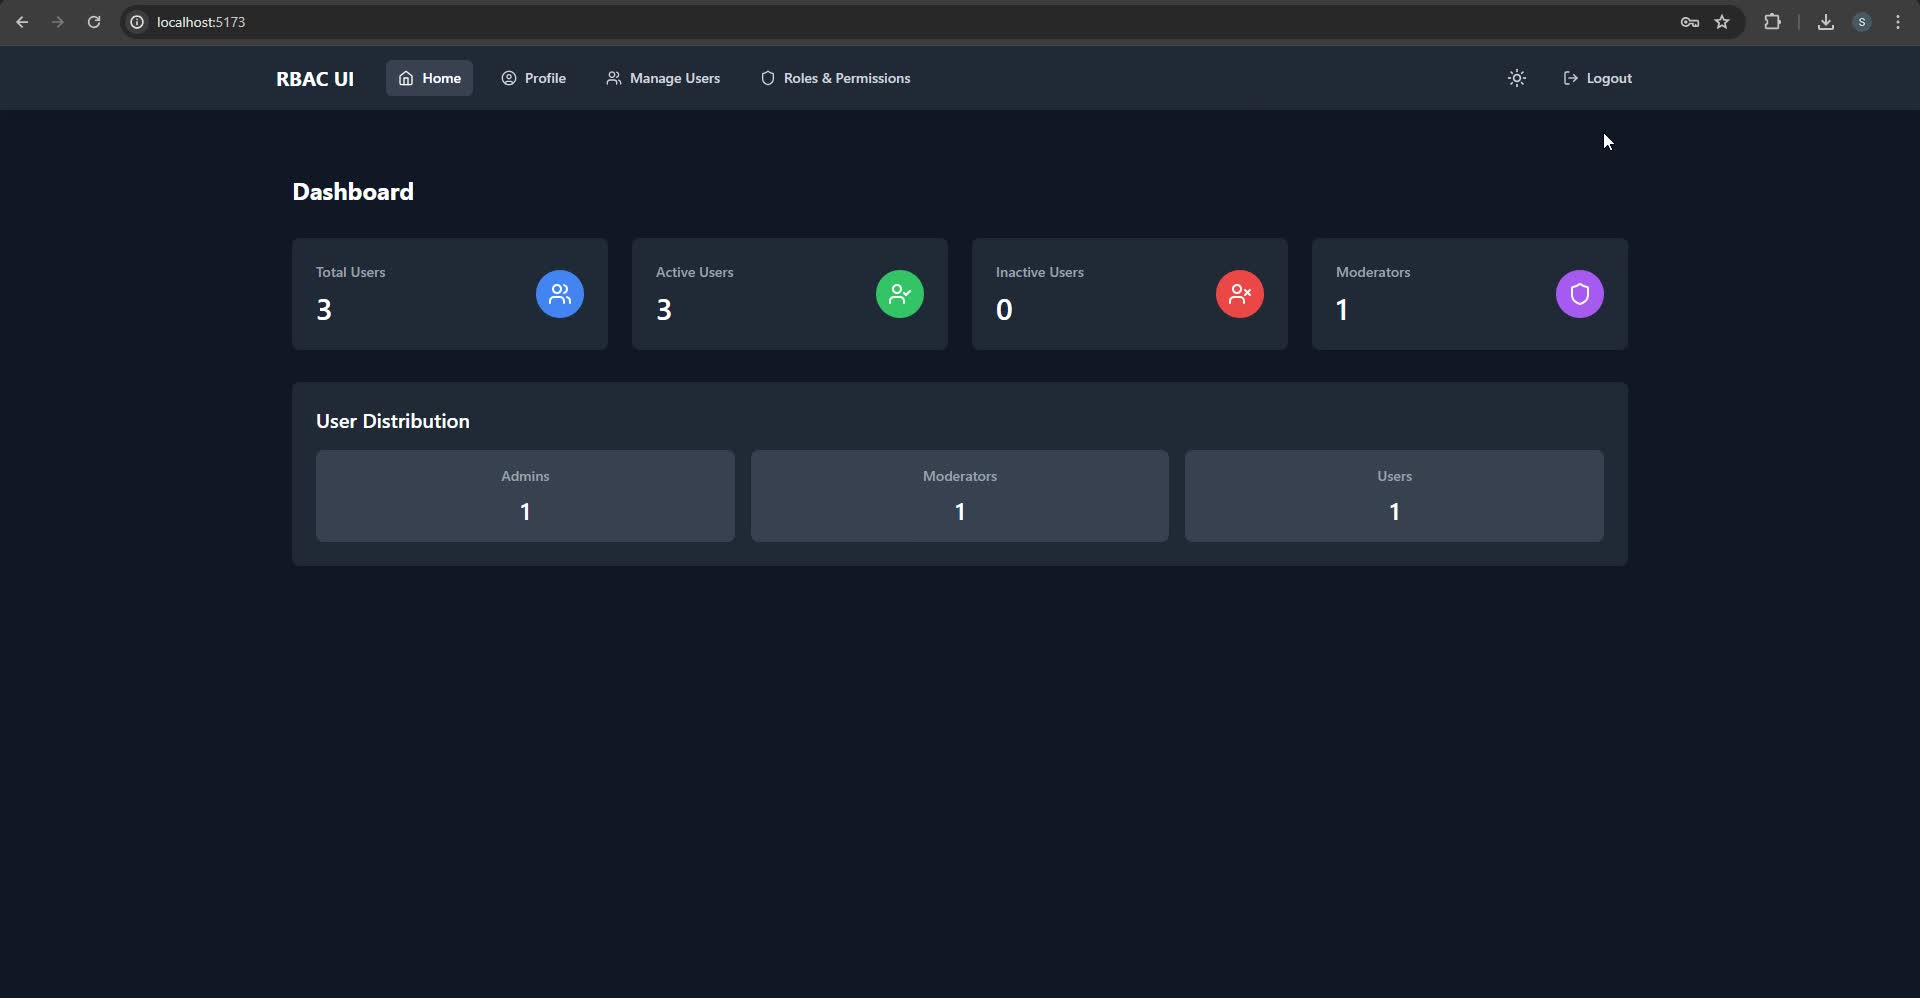 localhost:5173
S
RBAC UI
Home
Profile
Manage Users
Roles & Permissions
Logout
Dashboard
Total Users
3
Active Users
3
Inactive Users
0
Moderators
1
User Distribution
Admins
1
Moderators
1
Users
1